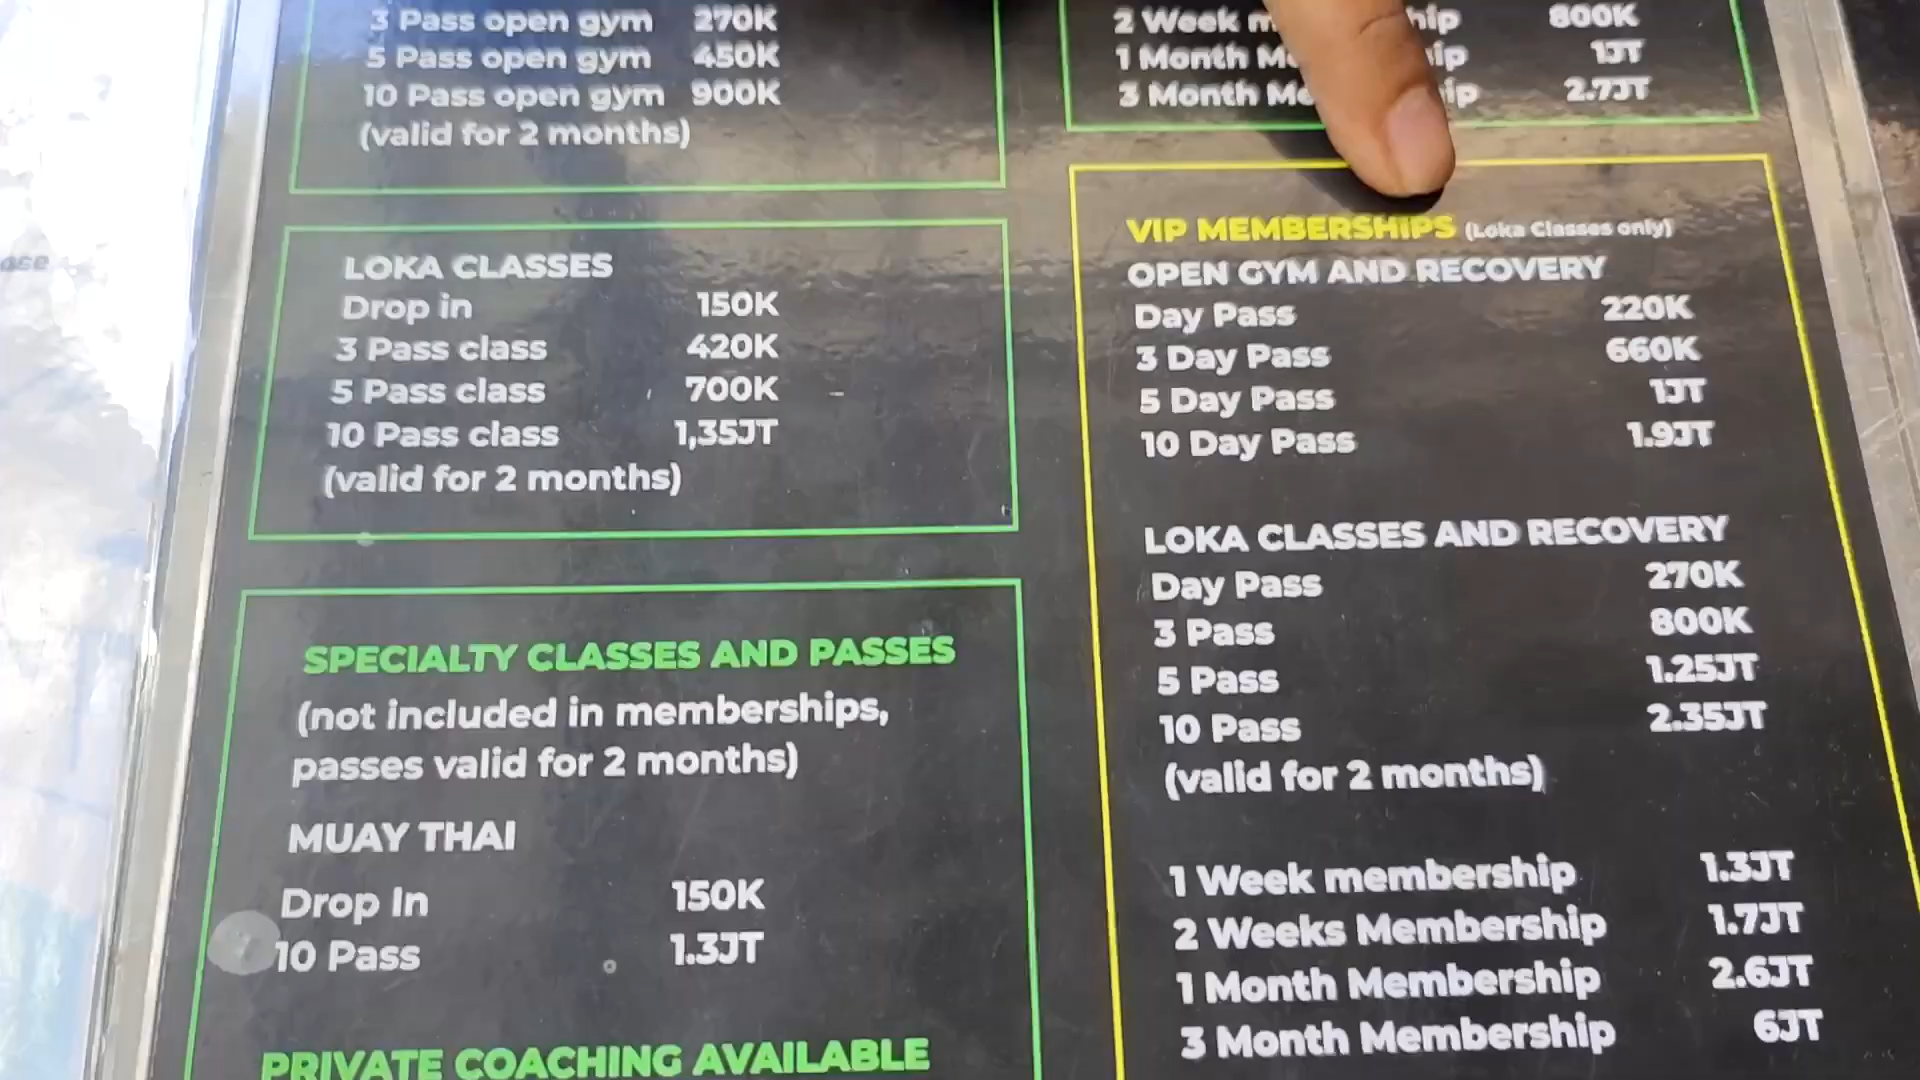 3 Pass open gym 270K
5 Pass open gym 450K
10 Pass open gym 900K
(valid for 2 months)
LOKA CLASSES
Drop in 150K
3 Pass class 420K
5 Pass class 700K
10 Pass class 1,35JT
(valid for 2 months)
SPECIALTY CLASSES AND PASSES
(not included in memberships,
passes valid for 2 months)
MUAY THAI
Drop In 150K
10 Pass 1.3JT
PRIVATE COACHING AVAILABLE
2 Week 800K
1 Month 1JT
3 Month 2.7JT
VIP MEMBERSHIPS (Loka Classes only)
OPEN GYM AND RECOVERY
Day Pass 220K
3 Day Pass 660K
5 Day Pass 1JT
10 Day Pass 1.9JT
LOKA CLASSES AND RECOVERY
Day Pass 270K
3 Pass 800K
5 Pass 1.25JT
10 Pass 2.35JT
(valid for 2 months)
1 Week membership 1.3JT
2 Weeks Membership 1.7JT
1 Month Membership 2.6JT
3 Month Membership 6JT